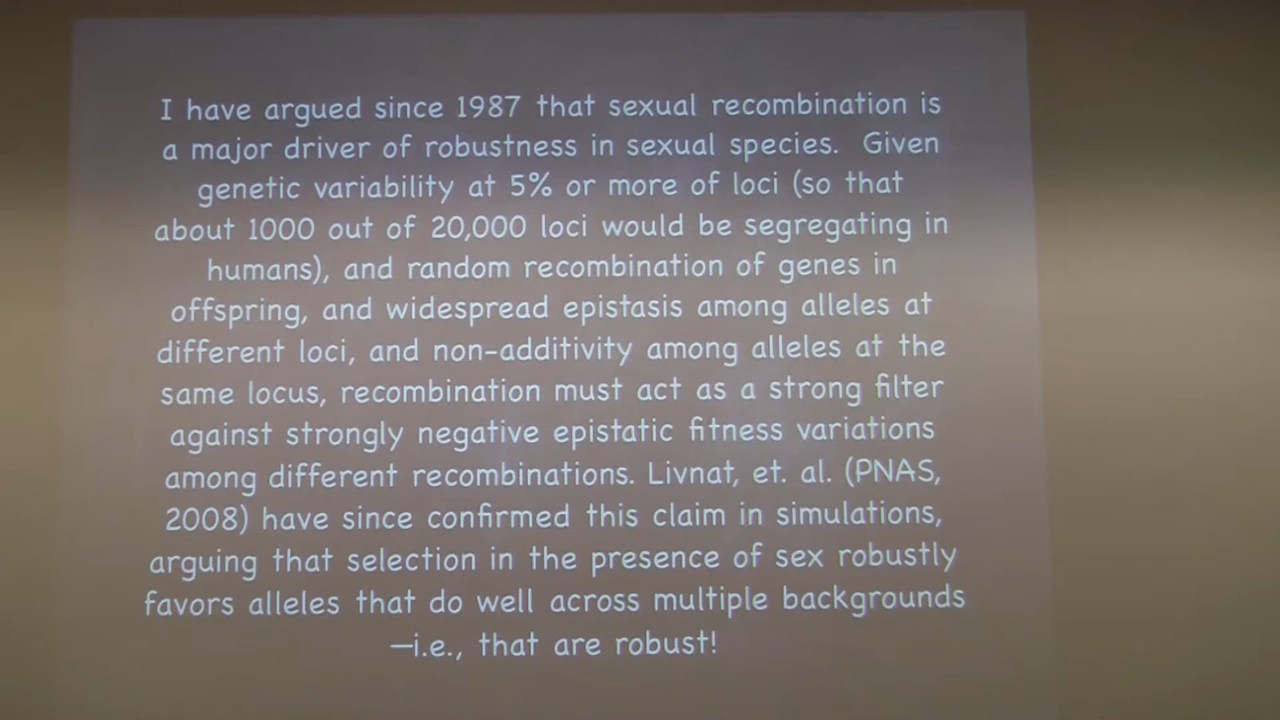 I have argued since 1987 that sexual recombination is
a major driver of robustness in sexual species. Given
genetic variability at 5% or more of loci (so that
about 1000 out of 20,000 loci would be segregating in
humans), and random recombination of genes in
offspring, and widespread epistasis among alleles at
different loci, and non-additivity among alleles at the
same locus, recombination must act as a strong filter
against strongly negative epistatic fitness variations
among different recombinations. Livnat, et. al. (PNAS,
2008) have since confirmed this claim in simulations,
arguing that selection in the presence of sex robustly
favors alleles that do well across multiple backgrounds
—i.e., that are robust!